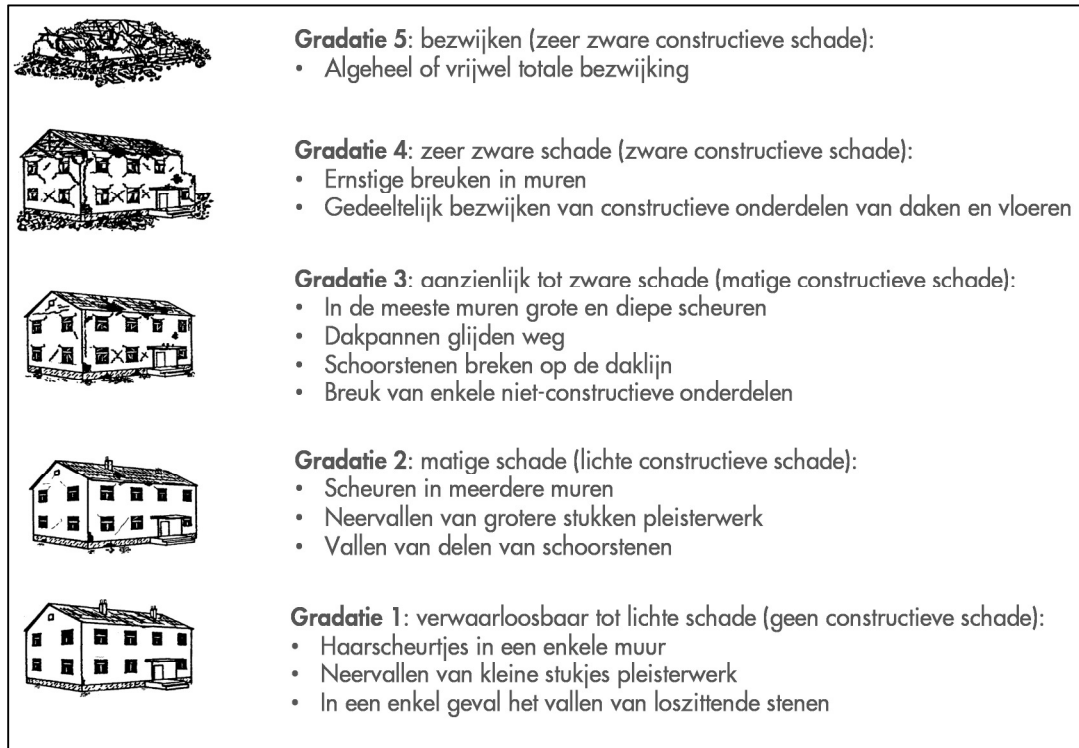 Gradatie 5: bezwijken (zeer zware constructieve schade):
• Algeheel of vrijwel totale bezwijking
Gradatie 4: zeer zware schade (zware constructieve schade):
• Ernstige breuken in muren
• Gedeeltelijk bezwijken van constructieve onderdelen van daken en vloeren
Gradatie 3: aanzienlijk tot zware schade (matige constructieve schade):
• In de meeste muren grote en diepe scheuren
• Dakpannen glijden weg
• Schoorstenen breken op de daklijn
• Breuk van enkele niet-constructieve onderdelen
Gradatie 2: matige schade (lichte constructieve schade):
• Scheuren in meerdere muren
• Neervallen van grotere stukken pleisterwerk
• Vallen van delen van schoorstenen
Gradatie 1: verwaarloosbaar tot lichte schade (geen constructieve schade):
• Haarscheurtjes in een enkele muur
• Neervallen van kleine stukjes pleisterwerk
• In een enkel geval het vallen van loszittende stenen